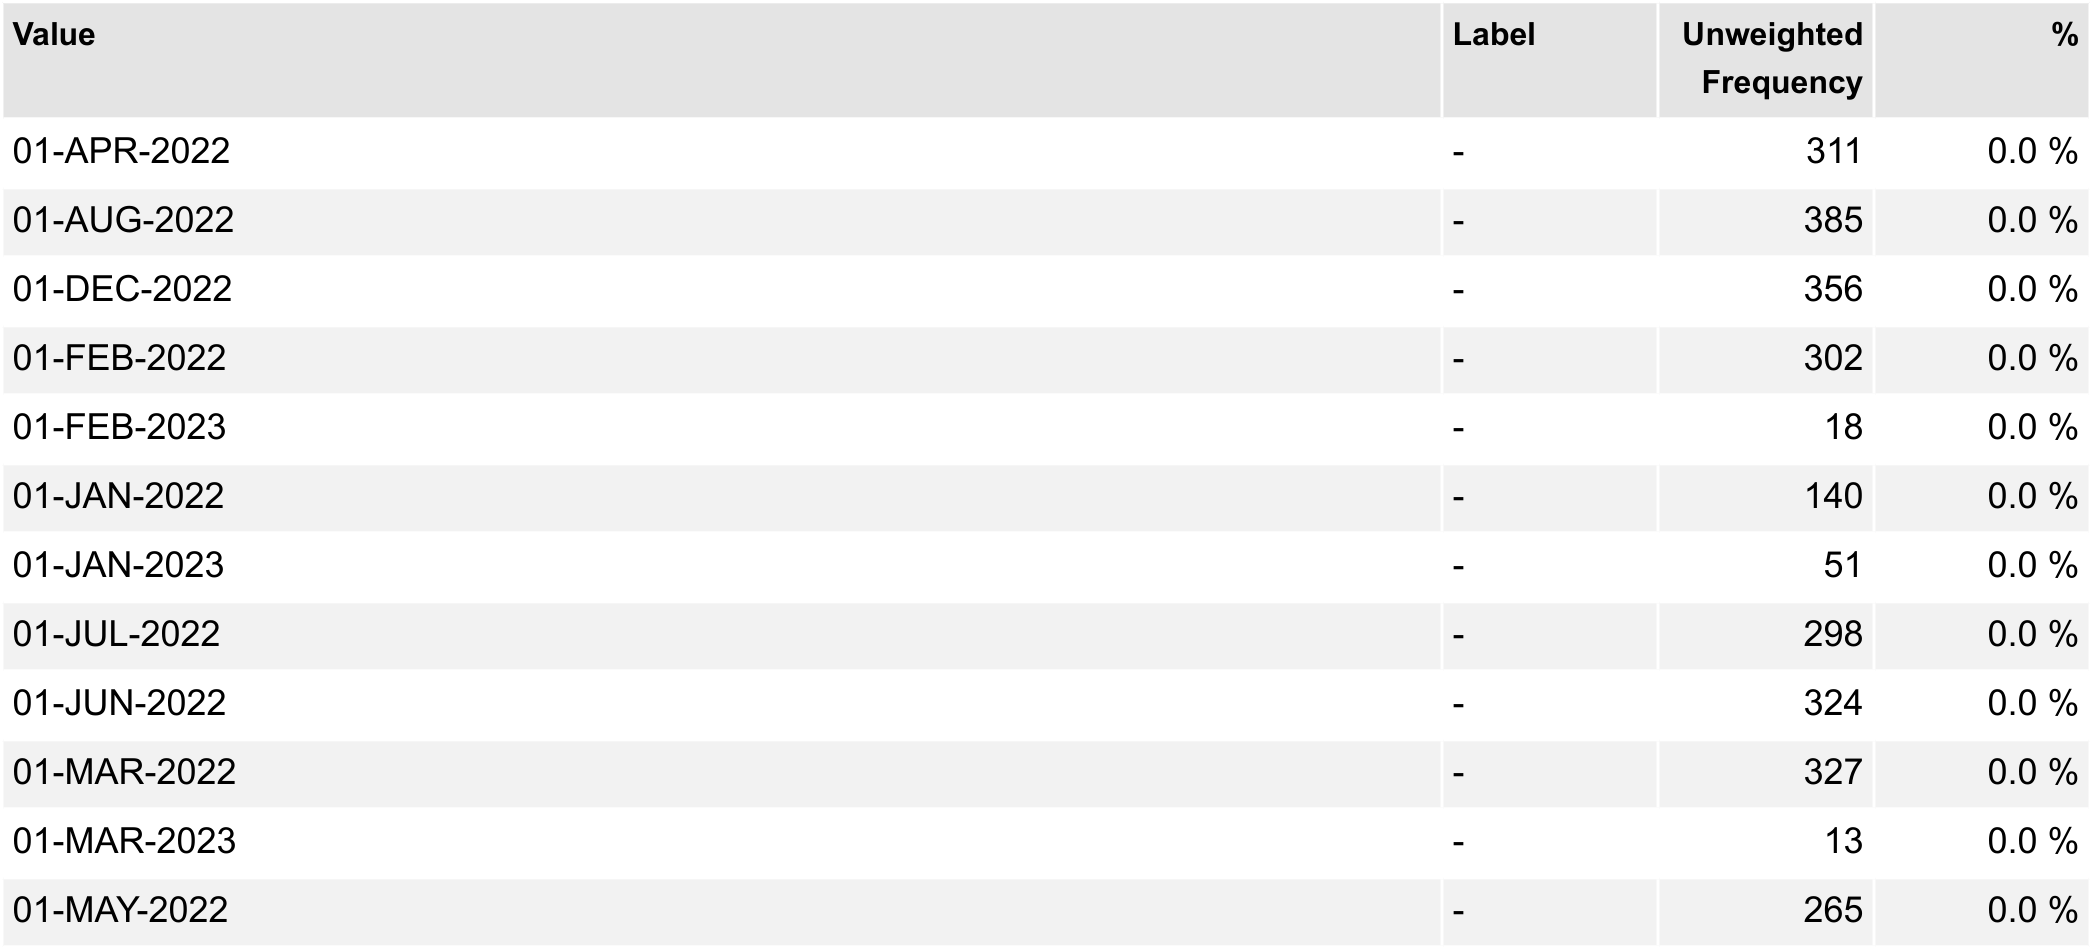 Value Label Unweighted Frequency %
01-APR-2022 - 311 0.0 %
01-AUG-2022 - 385 0.0 %
01-DEC-2022 - 356 0.0 %
01-FEB-2022 - 302 0.0 %
01-FEB-2023 - 18 0.0 %
01-JAN-2022 - 140 0.0 %
01-JAN-2023 - 51 0.0 %
01-JUL-2022 - 298 0.0 %
01-JUN-2022 - 324 0.0 %
01-MAR-2022 - 327 0.0 %
01-MAR-2023 - 13 0.0 %
01-MAY-2022 - 265 0.0 %